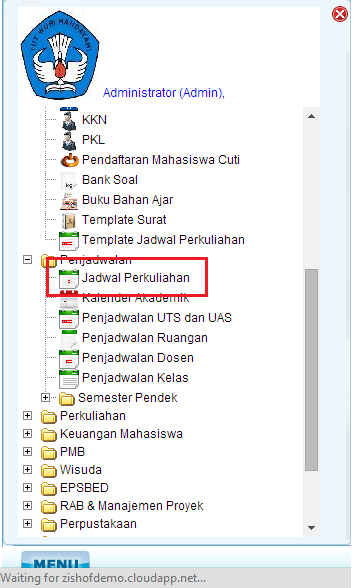 TUT WURI HANDAYANI
Administrator (Admin),
KKN
PKL
Pendaftaran Mahasiswa Cuti
Bank Soal
Buku Bahan Ajar
Template Surat
Template Jadwal Perkuliahan
Penjadwalan
Jadwal Perkuliahan
Kalender Akademik
Penjadwalan UTS dan UAS
Penjadwalan Ruangan
Penjadwalan Dosen
Penjadwalan Kelas
Semester Pendek
Perkuliahan
Keuangan Mahasiswa
PMB
Wisuda
EPSBED
RAB & Manajemen Proyek
Perpustakaan
MENU
Waiting for zishofdemo.cloudapp.net...